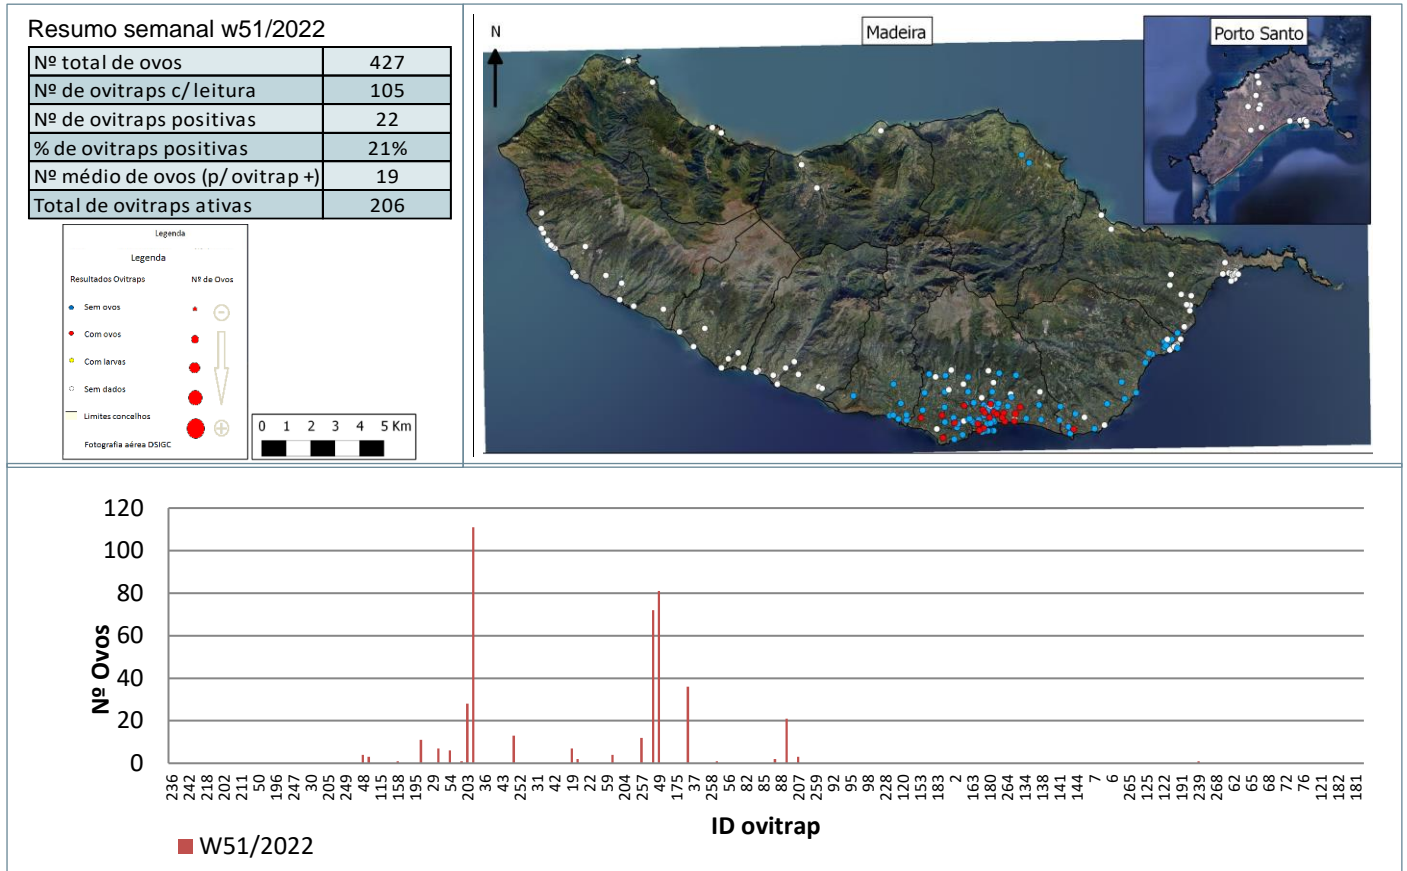 Resumo semanal w51/2022
Nº total de ovos 427
Nº de ovitraps c/ leitura 105
Nº de ovitraps positivas 22
% de ovitraps positivas 21%
Nº médio de ovos (p/ ovitrap +) 19
Total de ovitraps ativas 206
Legenda
Legenda
Resultados Ovitraps Nº de Ovos
Sem ovos
Com ovos
Com larvas
Sem dados
Limites concelhos
Fotografia aérea DSIGC
0 1 2 3 4 5 Km
N
Madeira
Porto Santo
120
100
80
60
40
20
0
Nº Ovos
236 242 218 202 211 50 196 247 30 205 249 48 115 158 195 29 54 203 36 43 252 31 42 19 22 59 204 257 49 175 37 258 56 82 85 88 207 259 92 95 98 228 120 153 183 2 163 180 264 134 138 141 144 7 6 265 125 122 191 239 268 62 65 68 72 76 121 182 181
ID ovitrap
W51/2022